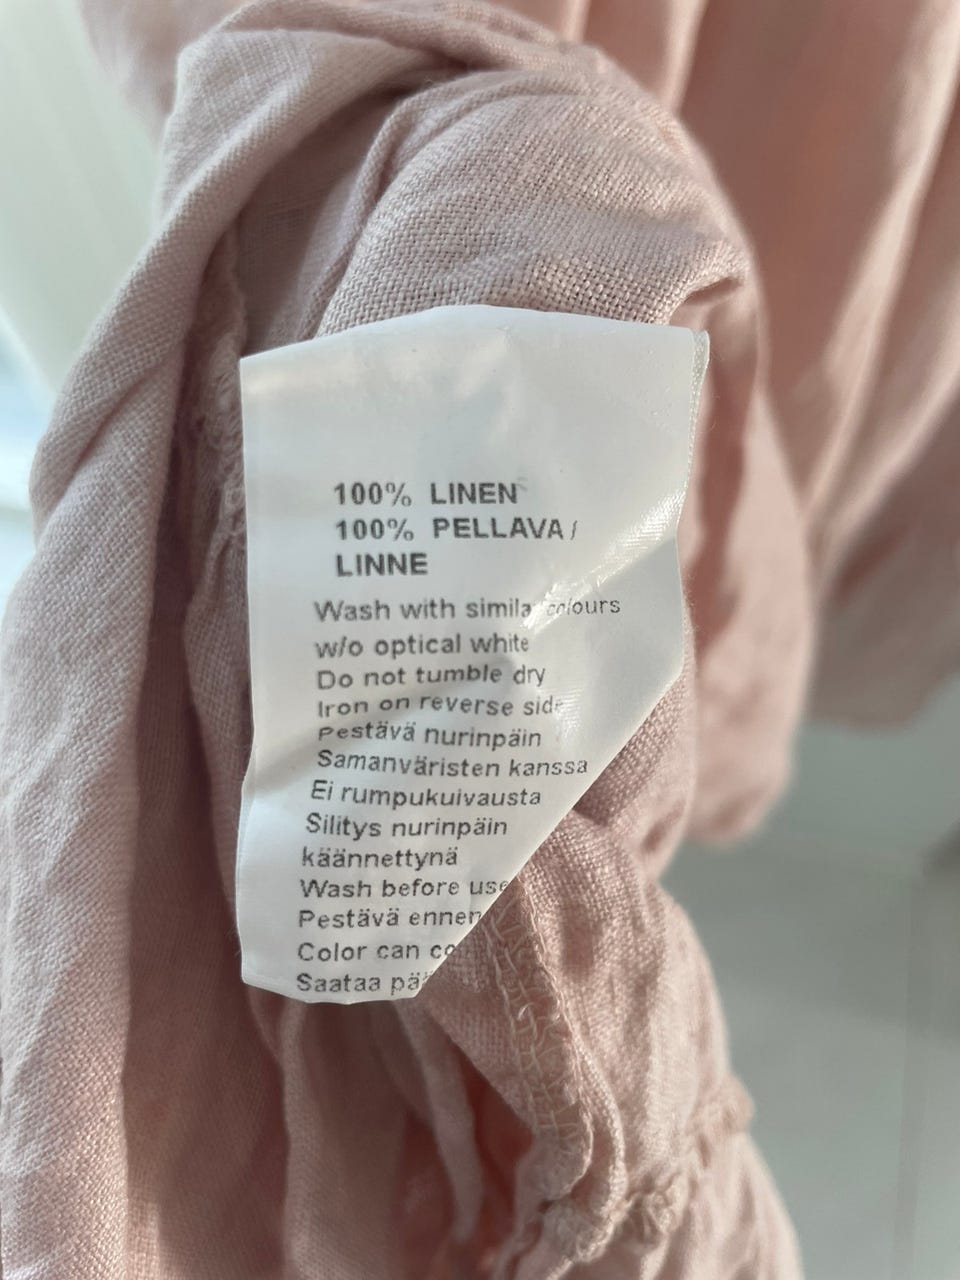 100% LINEN
100% PELLAVA /
LINNE
Wash with colours
w/o optical white
Do not tumble dry
Iron on reverse side
Pestävä nurinpäin
Samanväristen kanssa
Ei rumpukuivausta
Silitys nurinpäin
käännettynä
Wash before use
Pestävä ennen
Color can
Saataa